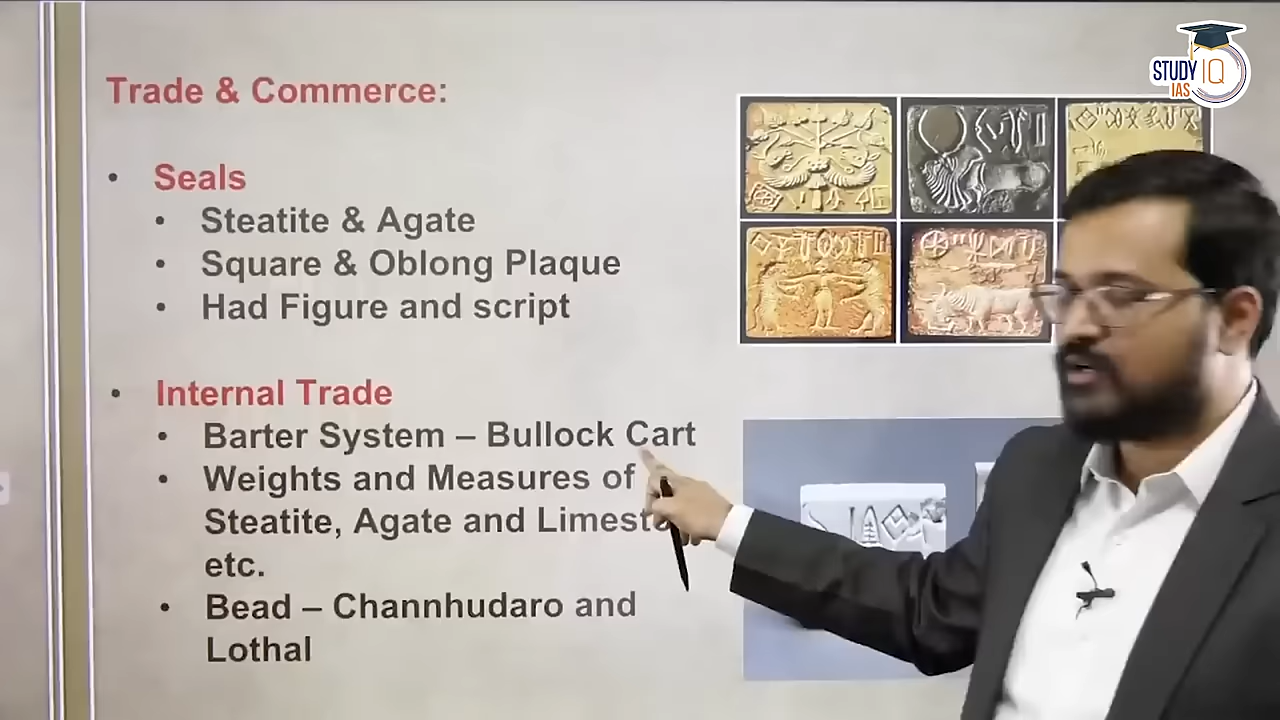 STUDY IQ
IAS
Trade & Commerce:
• Seals
• Steatite & Agate
• Square & Oblong Plaque
• Had Figure and script
• Internal Trade
• Barter System – Bullock Cart
• Weights and Measures of
Steatite, Agate and
etc.
• Bead – Channhudaro and
Lothal